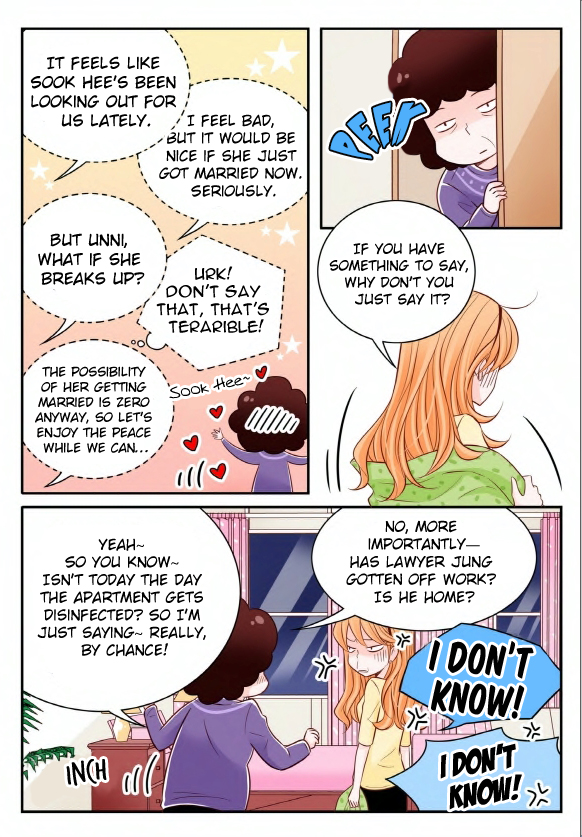 IT FEELS LIKE
SOOK HEE'S BEEN
LOOKING OUT FOR
US LATELY.
I FEEL BAD,
BUT IT WOULD BE
NICE IF SHE JUST
GOT MARRIED NOW.
SERIOUSLY.
BUT UNNI,
WHAT IF SHE
BREAKS UP?
URK!
DON'T SAY
THAT, THAT'S
TERARIBLE!
THE POSSIBILITY
OF HER GETTING
MARRIED IS ZERO
ANYWAY, SO LET'S
ENJOY THE PEACE
WHILE WE CAN...
Sook Hee~
PEEK
IF YOU HAVE
SOMETHING TO SAY,
WHY DON'T YOU
JUST SAY IT?
YEAH~
SO YOU KNOW~
ISN'T TODAY THE DAY
THE APARTMENT GETS
DISINFECTED? SO I'M
JUST SAYING~ REALLY,
BY CHANCE!
NO, MORE
IMPORTANTLY—
HAS LAWYER JUNG
GOTTEN OFF WORK?
IS HE HOME?
I DON'T
KNOW!
I DON'T
KNOW!
INCH